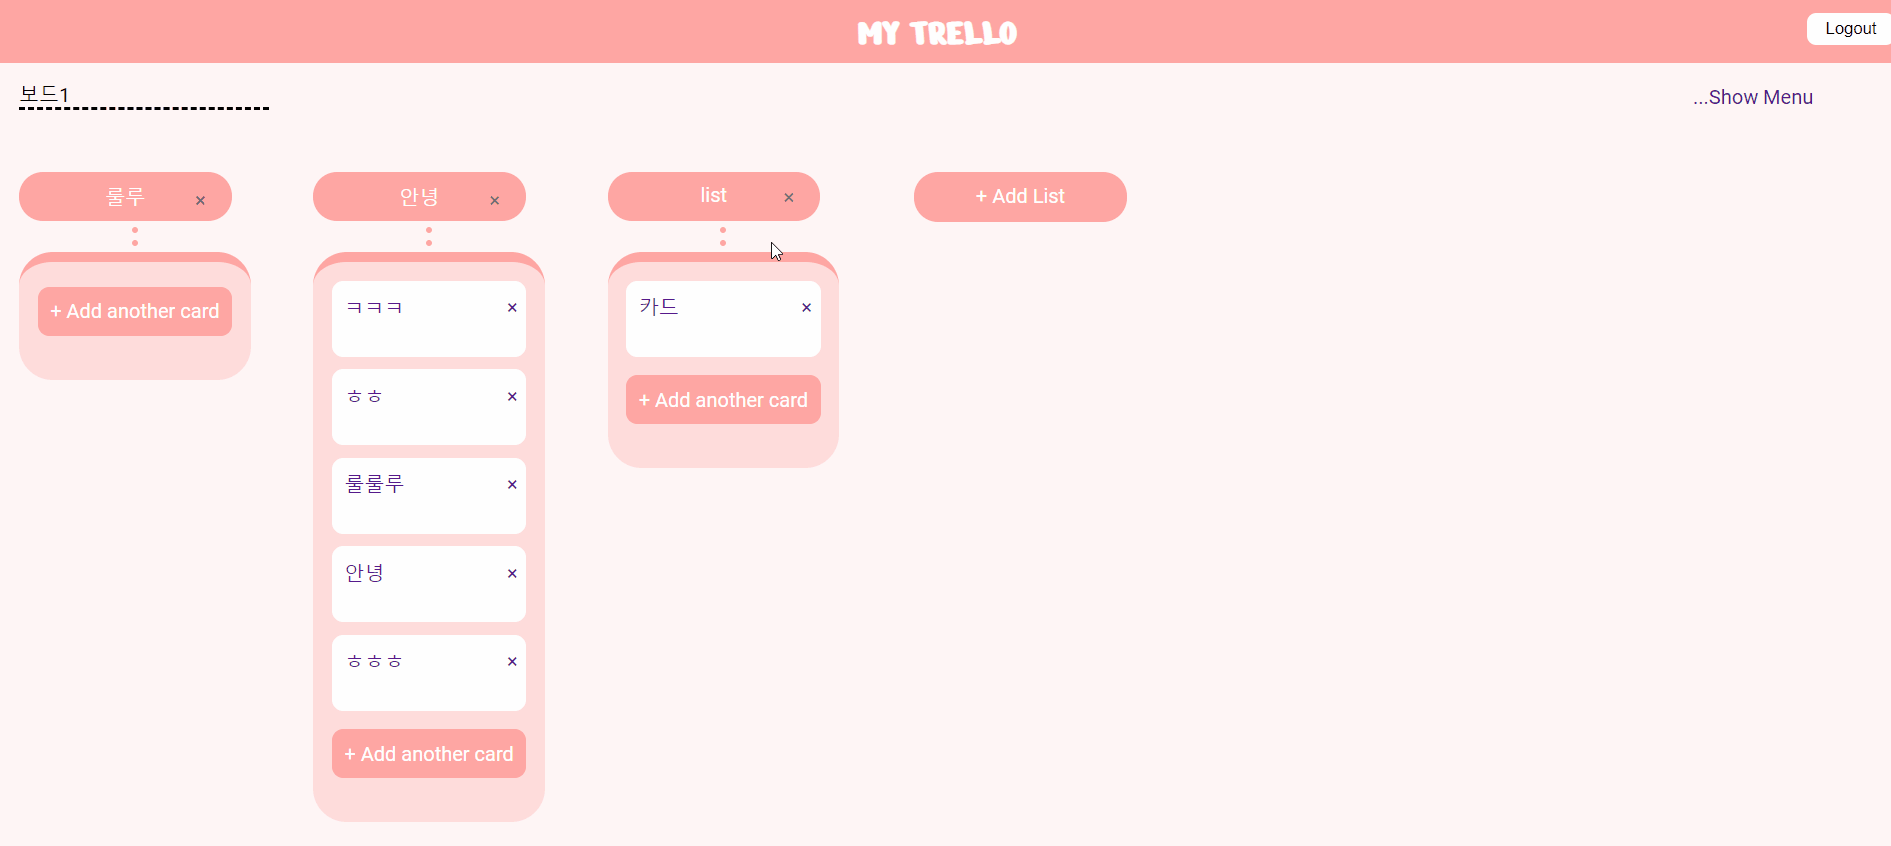 MY TRELLO
Logout
보드1
...Show Menu
룰루 ×
+ Add another card
안녕 ×
ㅋㅋㅋ ×
ㅎㅎ ×
룰룰루 ×
안녕 ×
ㅎㅎㅎ ×
+ Add another card
list ×
카드 ×
+ Add another card
+ Add List